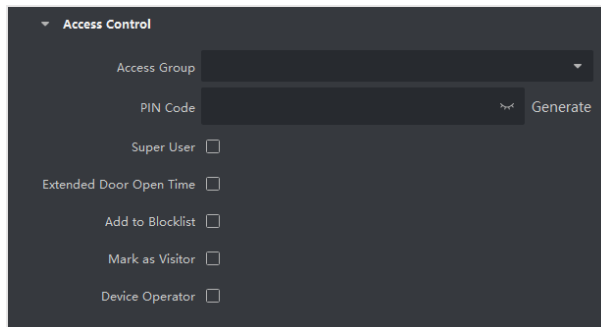 Access Control
Access Group
PIN Code Generate
Super User
Extended Door Open Time
Add to Blocklist
Mark as Visitor
Device Operator